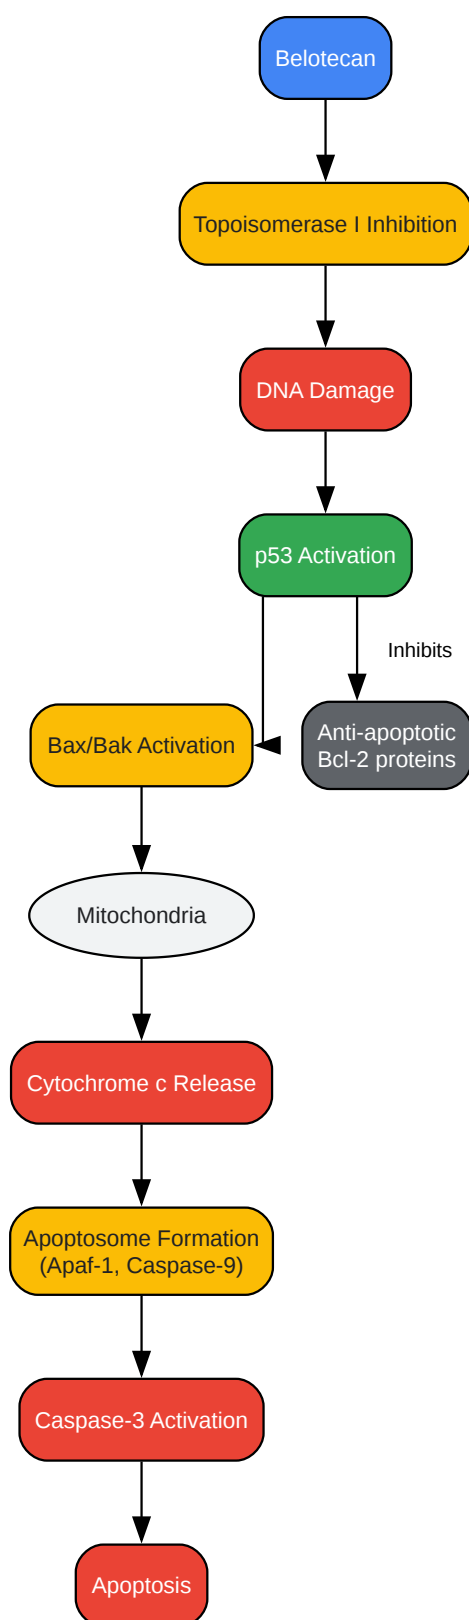 Belotecan
Topoisomerase I Inhibition
DNA Damage
p53 Activation
Inhibits
Bax/Bak Activation
Anti-apoptotic
Bcl-2 proteins
Mitochondria
Cytochrome c Release
Apoptosome Formation
(Apaf-1, Caspase-9)
Caspase-3 Activation
Apoptosis